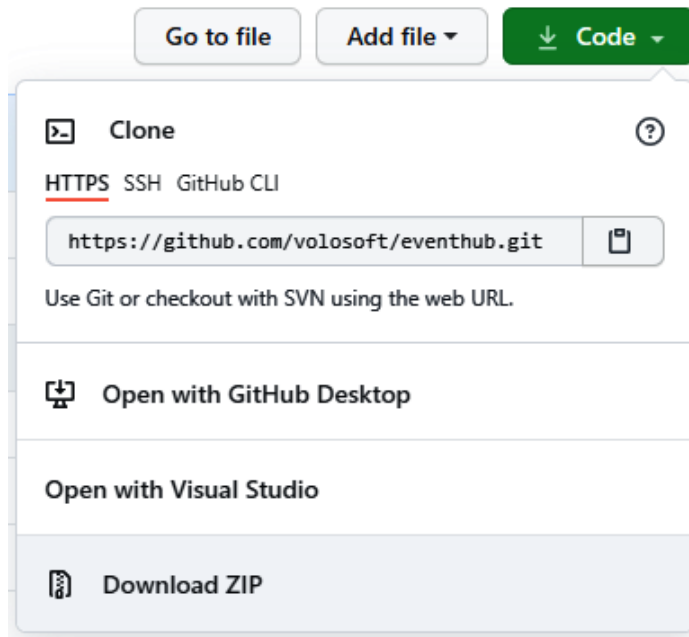 Go to file Add file Code
Clone
HTTPS SSH GitHub CLI
https://github.com/volosoft/eventhub.git
Use Git or checkout with SVN using the web URL.
Open with GitHub Desktop
Open with Visual Studio
Download ZIP